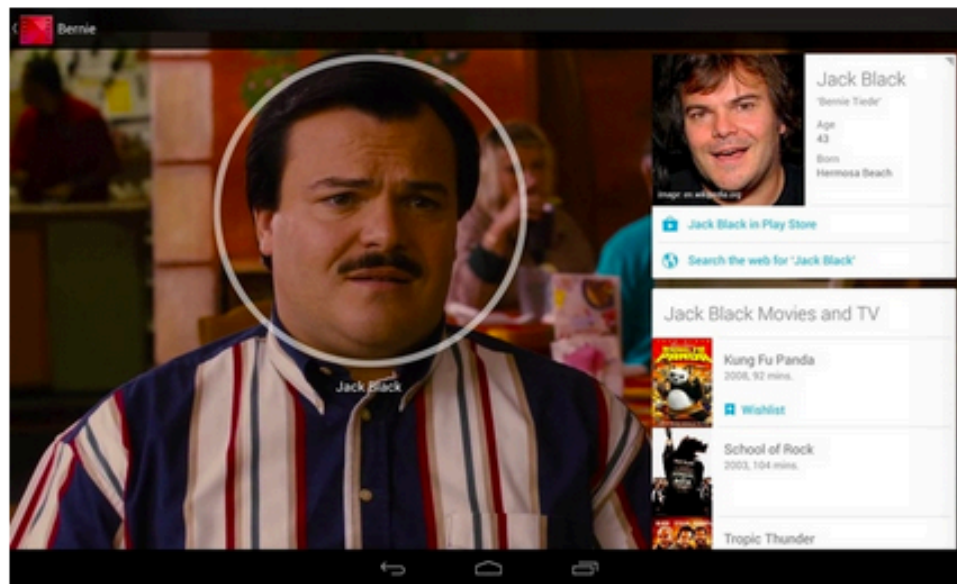 Bernie
Jack Black
Jack Black
'Bernie Tiede'
Age
43
Born
Hermosa Beach
Image: en.wikipedia.org
Jack Black in Play Store
Search the web for 'Jack Black'
Jack Black Movies and TV
Kung Fu Panda
2008, 92 mins.
Wishlist
School of Rock
2003, 104 mins.
Tropic Thunder